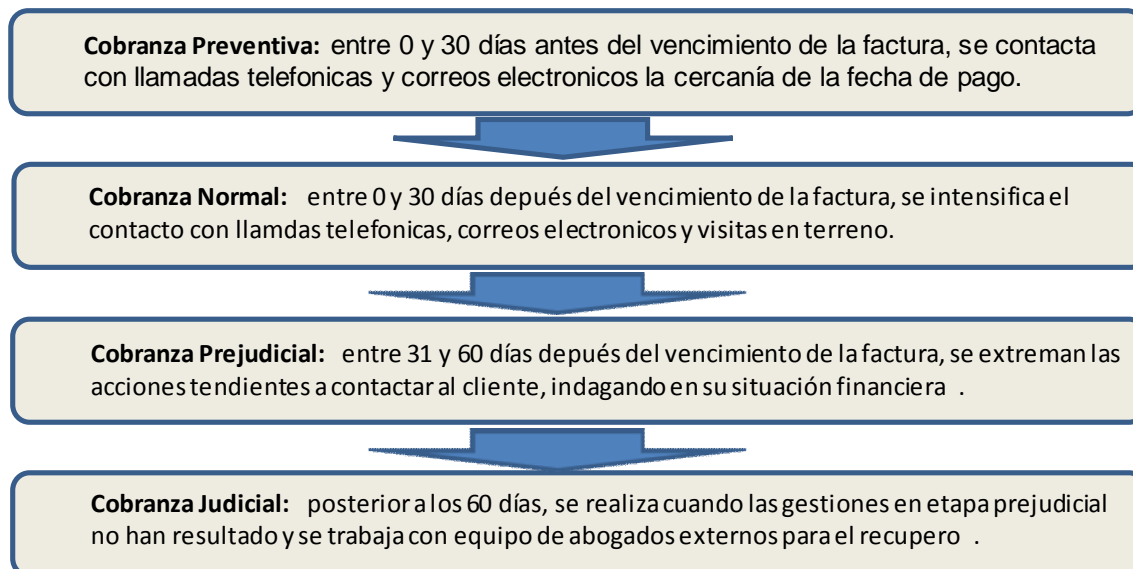 Cobranza Preventiva: entre 0 y 30 días antes del vencimiento de la factura, se contacta
con llamadas telefonicas y correos electronicos la cercanía de la fecha de pago.
Cobranza Normal: entre 0 y 30 días depués del vencimiento de la factura, se intensifica el
contacto con llamdas telefonicas, correos electronicos y visitas en terreno.
Cobranza Prejudicial: entre 31 y 60 días depués del vencimiento de la factura, se extreman las
acciones tendientes a contactar al cliente, indagando en su situación financiera .
Cobranza Judicial: posterior a los 60 días, se realiza cuando las gestiones en etapa prejudicial
no han resultado y se trabaja con equipo de abogados externos para el recupero .